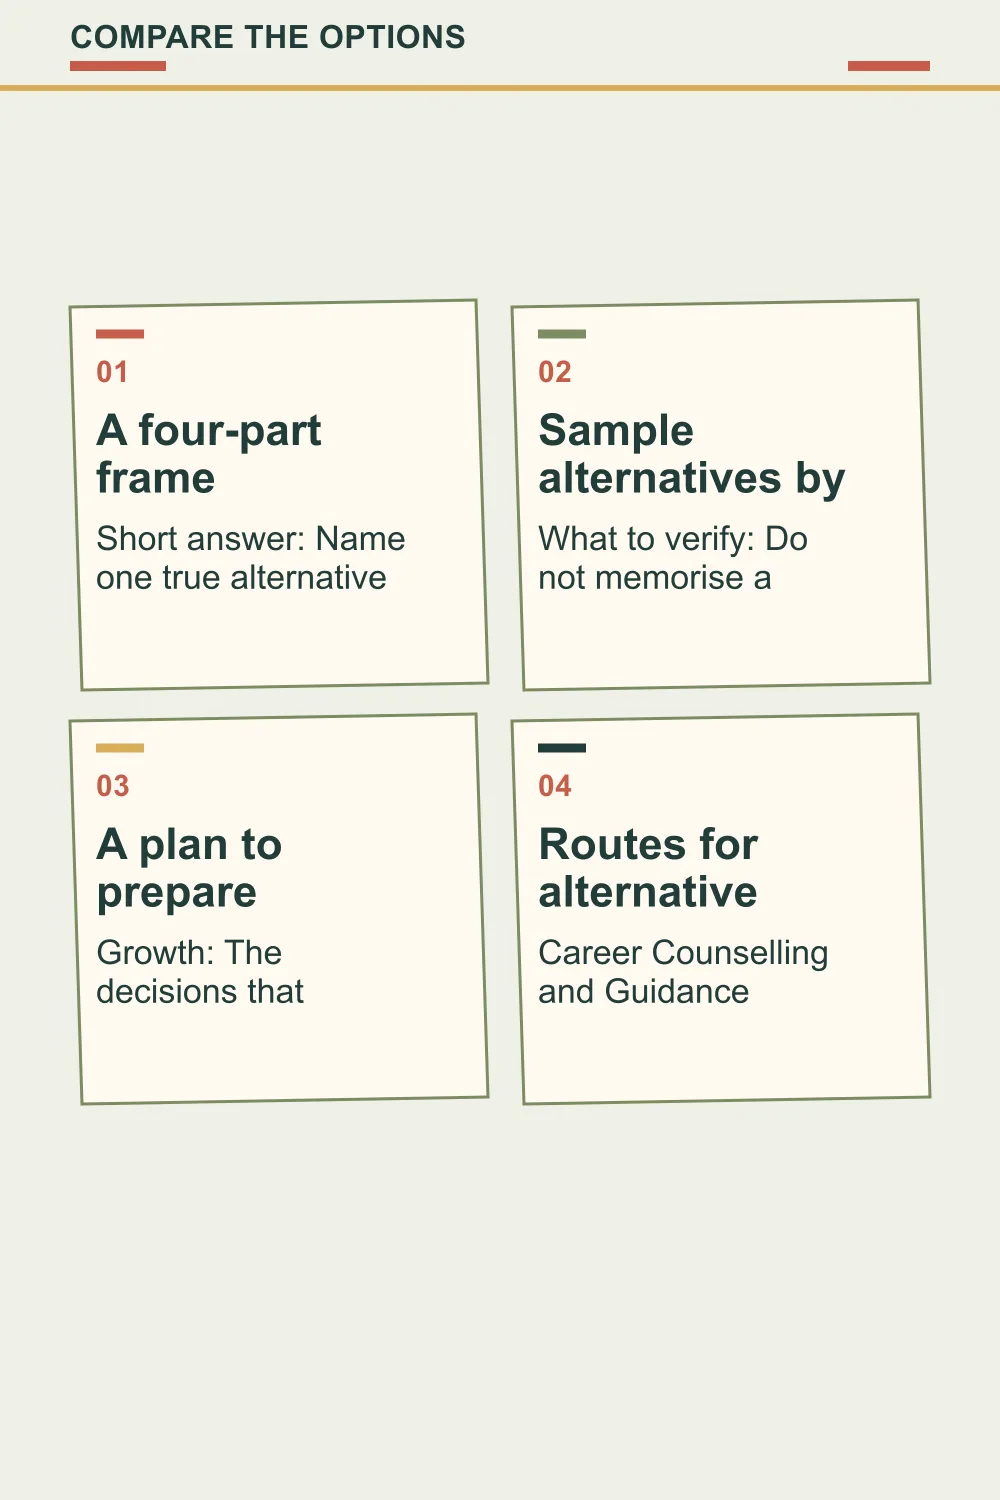 COMPARE THE OPTIONS
01
A four-part
frame
Short answer: Name
one true alternative
02
Sample
alternatives by
What to verify: Do
not memorise a
03
A plan to
prepare
Growth: The
decisions that
04
Routes for
alternative
Career Counselling
and Guidance